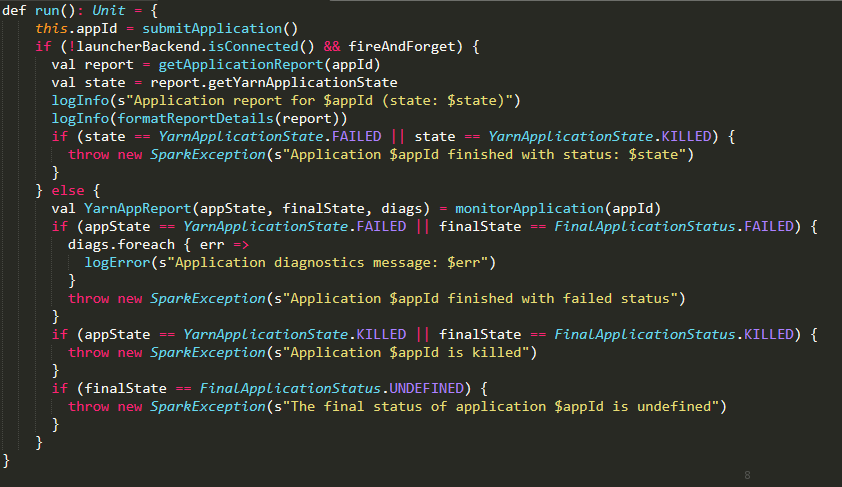 def run(): Unit = {
    this.appId = submitApplication()
    if (!launcherBackend.isConnected() && fireAndForget) {
      val report = getApplicationReport(appId)
      val state = report.getYarnApplicationState
      logInfo(s"Application report for $appId (state: $state)")
      logInfo(formatReportDetails(report))
      if (state == YarnApplicationState.FAILED || state == YarnApplicationState.KILLED) {
        throw new SparkException(s"Application $appId finished with status: $state")
      }
    } else {
      val YarnAppReport(appState, finalState, diags) = monitorApplication(appId)
      if (appState == YarnApplicationState.FAILED || finalState == FinalApplicationStatus.FAILED) {
        diags.foreach { err =>
          logError(s"Application diagnostics message: $err")
        }
        throw new SparkException(s"Application $appId finished with failed status")
      }
      if (appState == YarnApplicationState.KILLED || finalState == FinalApplicationStatus.KILLED) {
        throw new SparkException(s"Application $appId is killed")
      }
      if (finalState == FinalApplicationStatus.UNDEFINED) {
        throw new SparkException(s"The final status of application $appId is undefined")
      }
    }
}